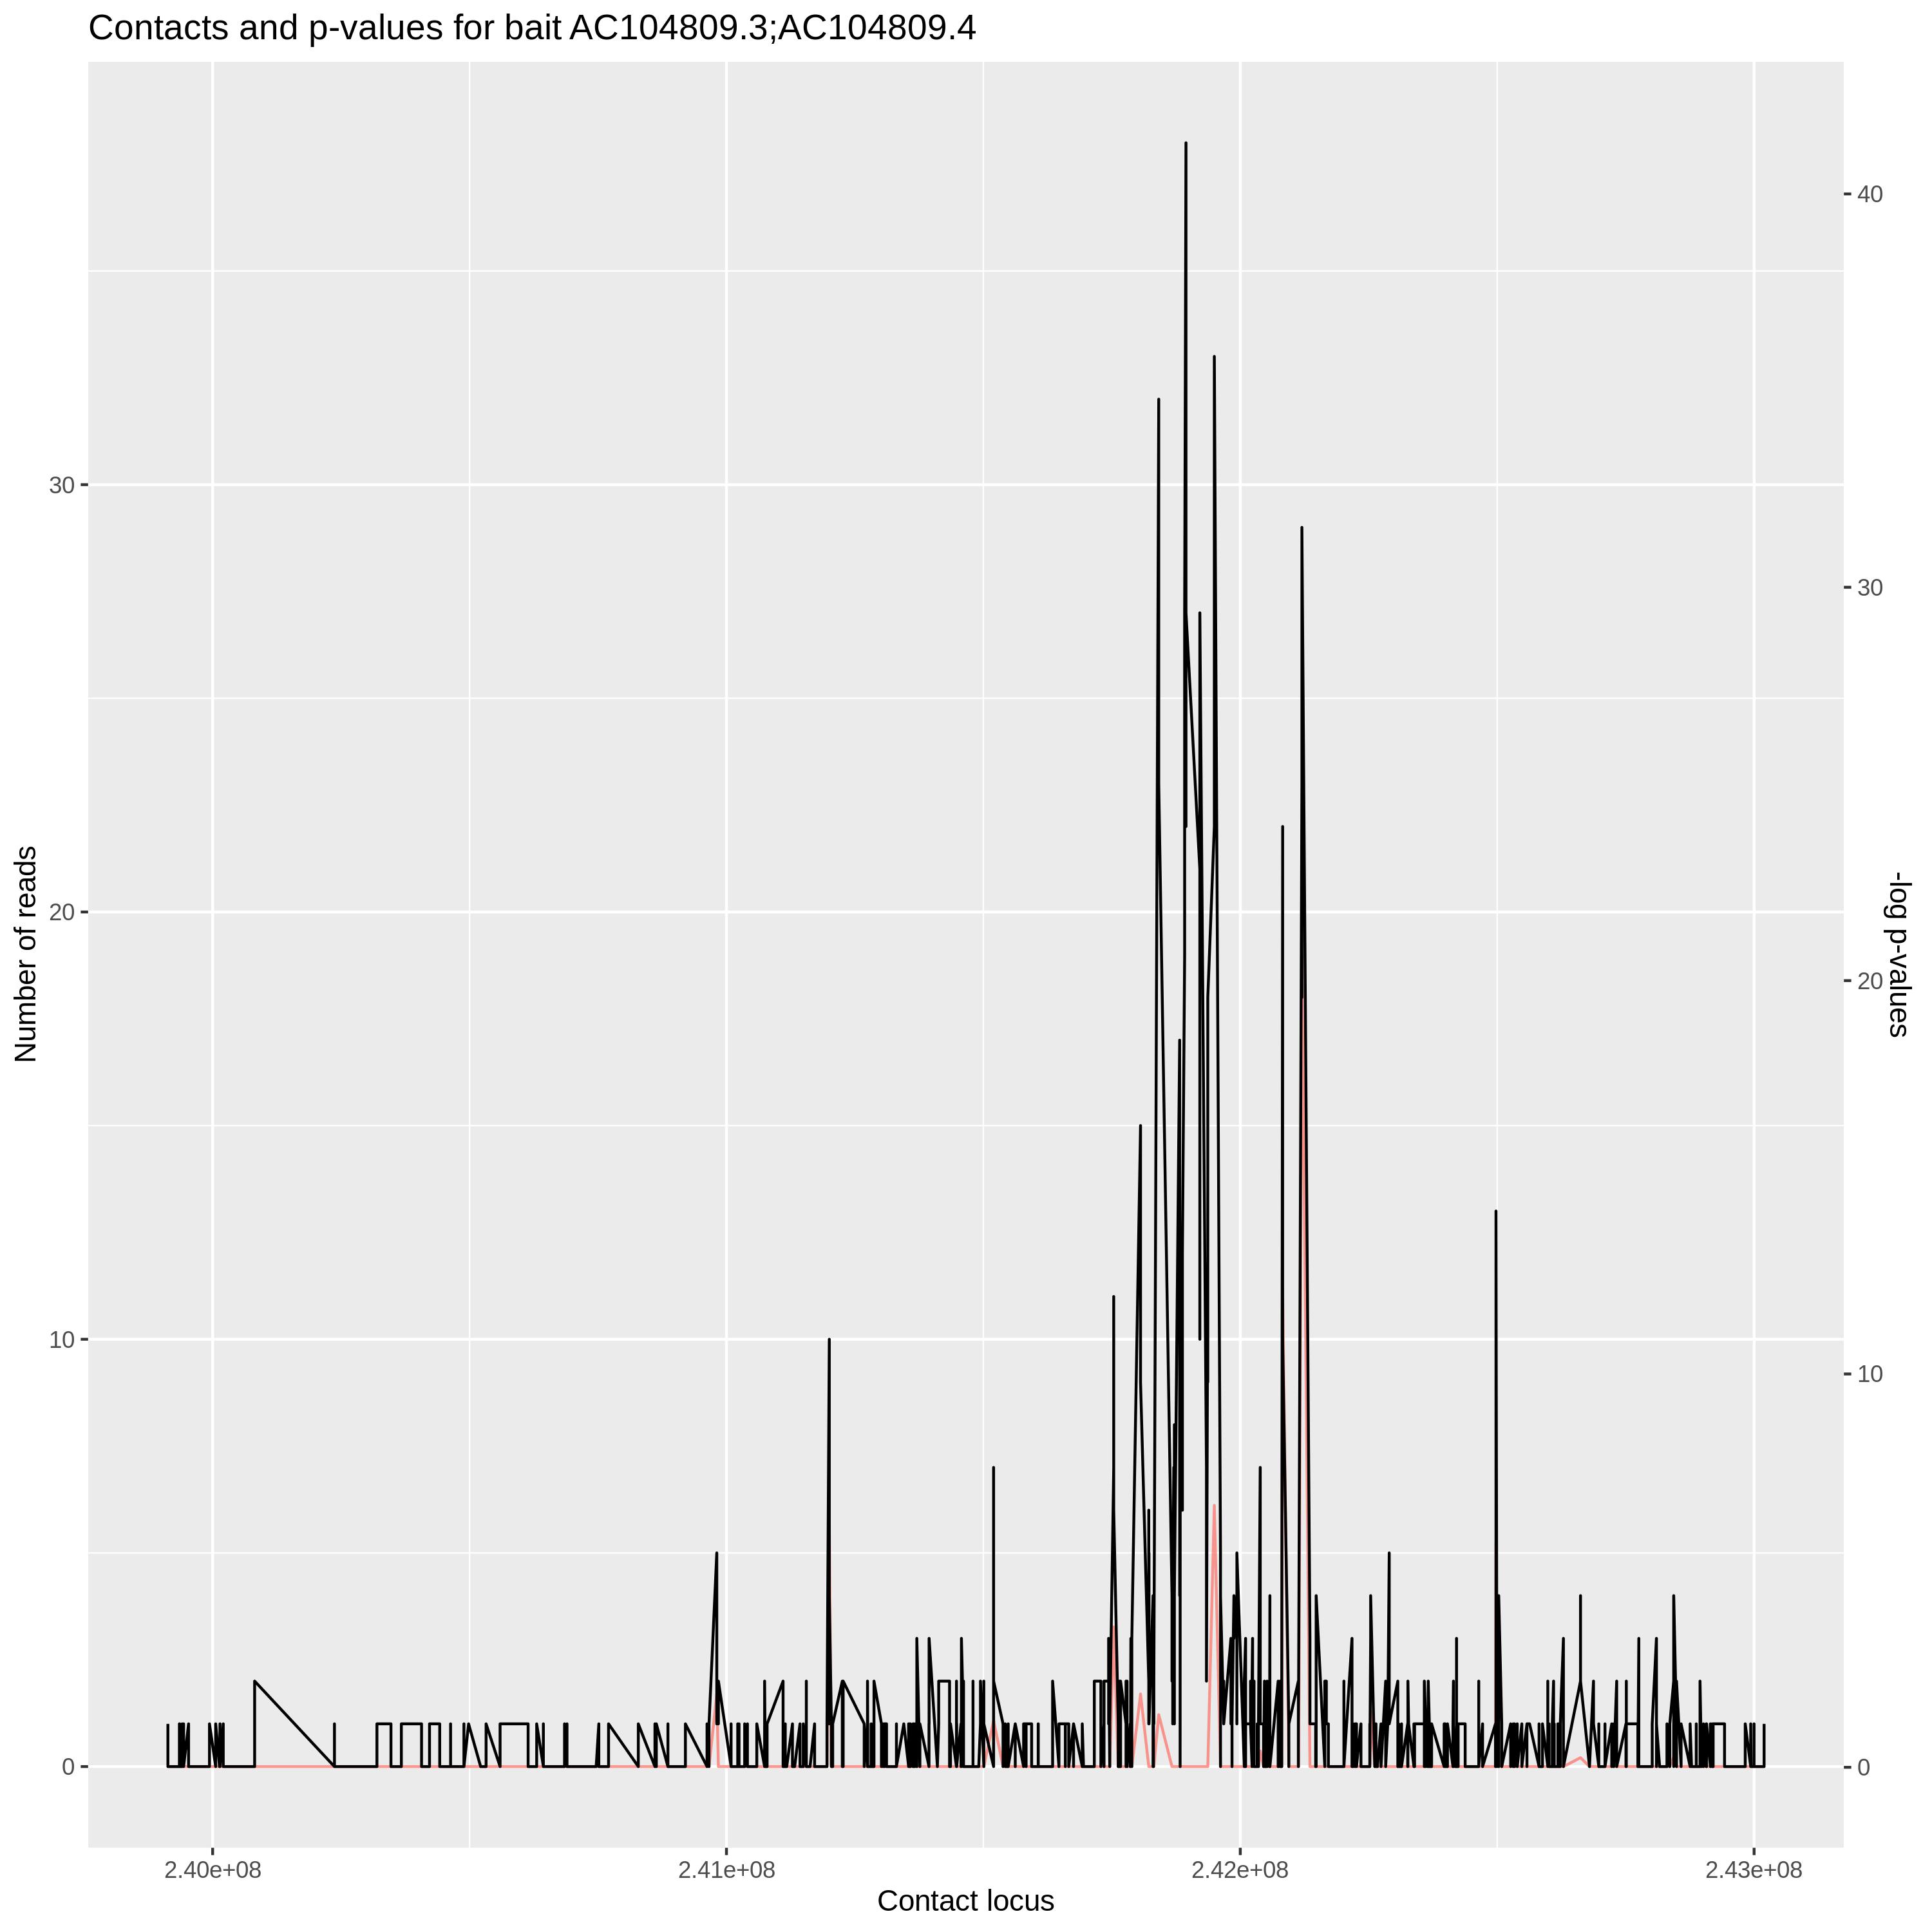 Contacts and p-values for bait AC104809.3;AC104809.4
Number of reads
30
20
10
0
40
30
20
10
0
-log p-values
2.40e+08
2.41e+08
2.42e+08
2.43e+08
Contact locus